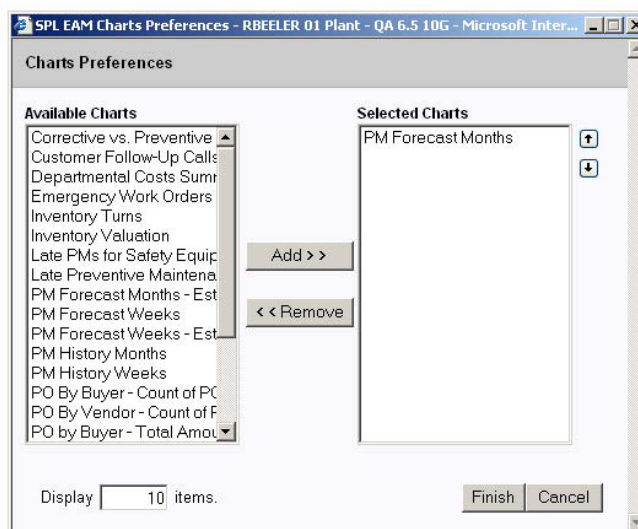 SPL EAM Charts Preferences - RBEELER 01 Plant - QA 6.5 10G - Microsoft Inter...
Charts Preferences
Available Charts
Corrective vs. Preventive
Customer Follow-Up Calls
Departmental Costs Sumr
Emergency Work Orders
Inventory Turns
Inventory Valuation
Late PMs for Safety Equip
Late Preventive Maintena
PM Forecast Months - Est
PM Forecast Weeks
PM Forecast Weeks - Est
PM History Months
PM History Weeks
PO By Buyer - Count of PO
PO By Vendor - Count of P
PO by Buyer - Total Amou
Add >>
<< Remove
Selected Charts
PM Forecast Months
Display 10 items.
Finish Cancel